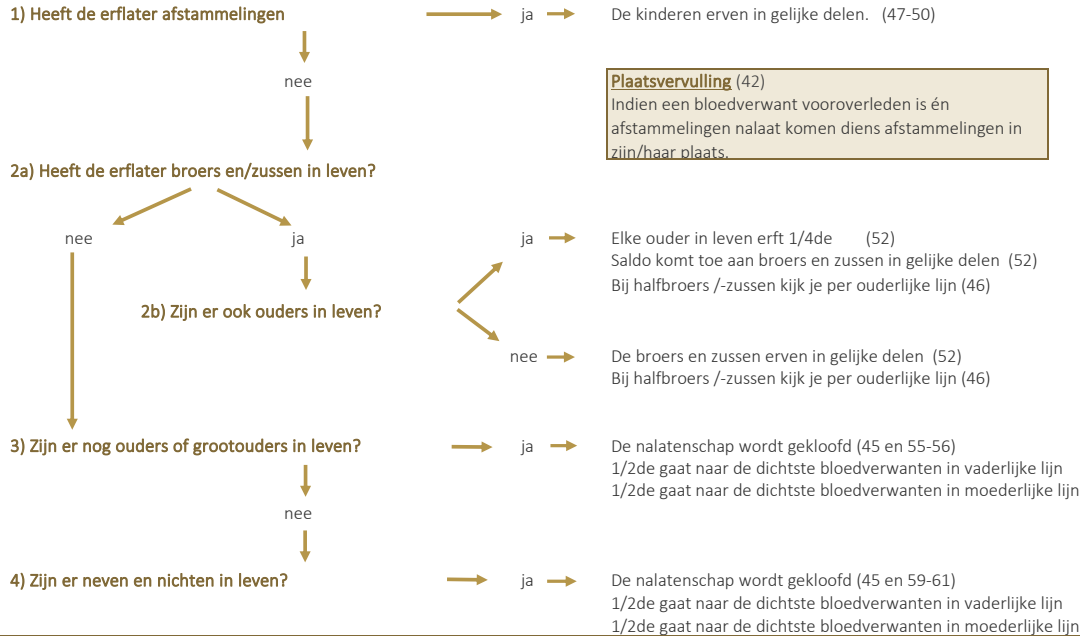 1) Heeft de erflater afstammelingen ja De kinderen erven in gelijke delen. (47-50)
nee
Plaatsvervulling (42)
Indien een bloedverwant vooroverleden is én
afstammelingen nalaat komen diens afstammelingen in
zijn/haar plaats.
2a) Heeft de erflater broers en/zussen in leven?
nee ja ja Elke ouder in leven erft 1/4de (52)
Saldo komt toe aan broers en zussen in gelijke delen (52)
Bij halfbroers /-zussen kijk je per ouderlijke lijn (46)
2b) Zijn er ook ouders in leven?
nee De broers en zussen erven in gelijke delen (52)
Bij halfbroers /-zussen kijk je per ouderlijke lijn (46)
3) Zijn er nog ouders of grootouders in leven? ja De nalatenschap wordt gekloofd (45 en 55-56)
1/2de gaat naar de dichtste bloedverwanten in vaderlijke lijn
1/2de gaat naar de dichtste bloedverwanten in moederlijke lijn
nee
4) Zijn er neven en nichten in leven? ja De nalatenschap wordt gekloofd (45 en 59-61)
1/2de gaat naar de dichtste bloedverwanten in vaderlijke lijn
1/2de gaat naar de dichtste bloedverwanten in moederlijke lijn